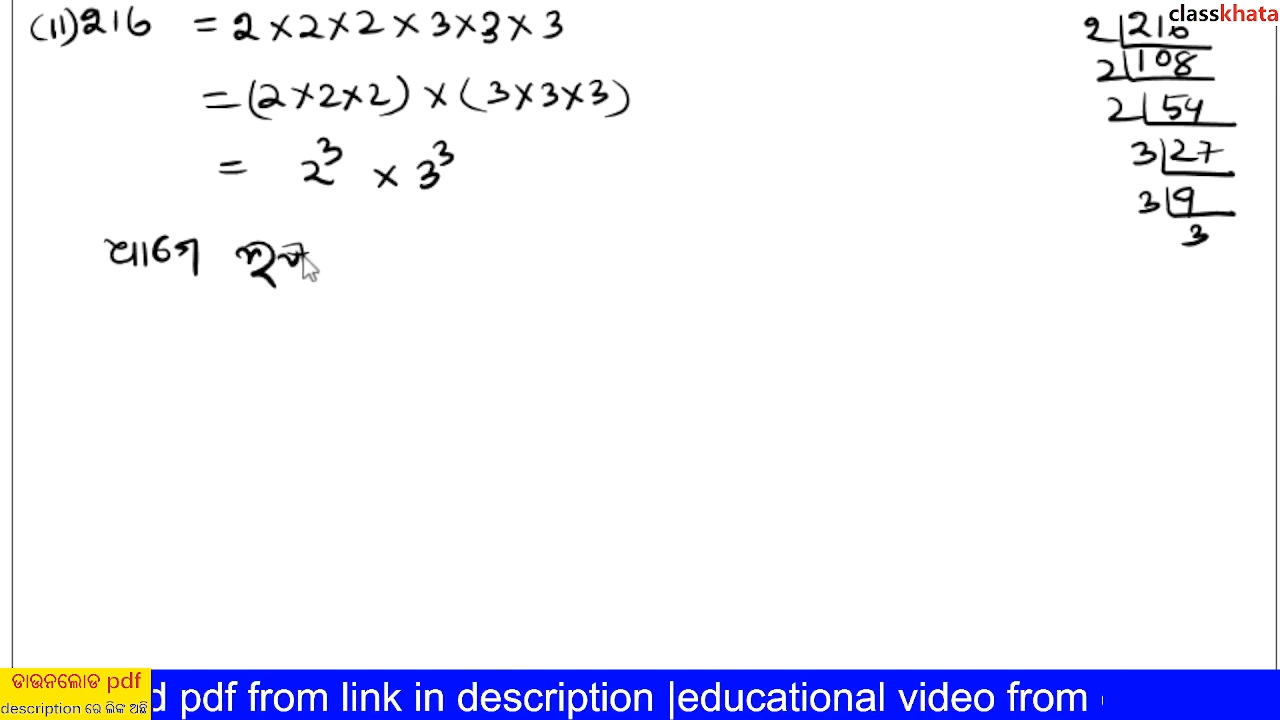 classkhata
(11) 216 = 2 × 2 × 2 × 3 × 3 × 3
= (2 × 2 × 2) × (3 × 3 × 3)
= 2³ × 3³
2 | 216
2 | 108
2 | 54
3 | 27
3 | 9
3
ଡାଉନଲୋଡ pdf
description ରେ ଲିଙ୍କ ଅଛି
pdf from link in description |educational video from